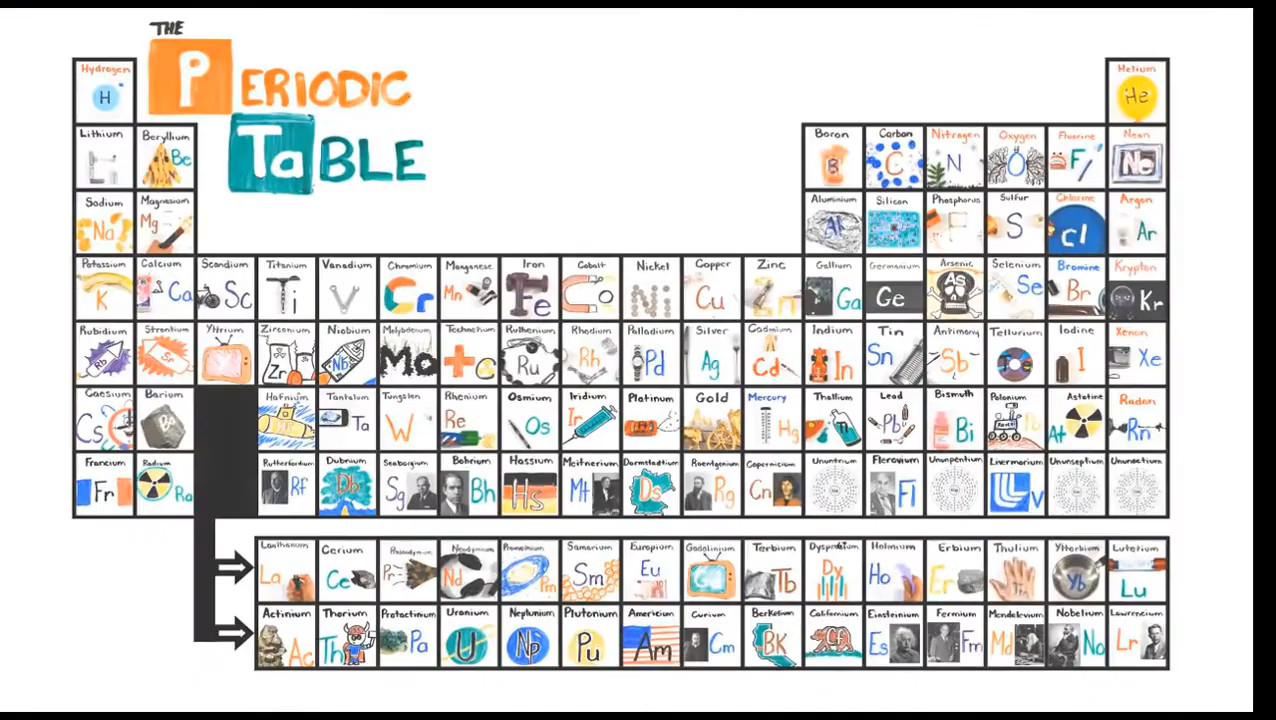 THE
PERIODIC
TaBLE
Hydrogen Helium
H He
Lithium Beryllium Boron Carbon Nitrogen Oxygen Fluorine Neon
Li Be B C N O F Ne
Sodium Magnesium Aluminium Silicon Phosphorus Sulfur Chlorine Argon
Na Mg Al P S Cl Ar
Potassium Calcium Scandium Titanium Vanadium Chromium Manganese Iron Cobalt Nickel Copper Zinc Gallium Germanium Arsenic Selenium Bromine Krypton
K Ca Sc Ti V Cr Mn Fe Co Cu Ga Ge As Se Br Kr
Rubidium Strontium Yttrium Zirconium Niobium Molybdenum Technetium Ruthenium Rhodium Palladium Silver Cadmium Indium Tin Antimony Tellurium Iodine Xenon
Rb Sr Y Zr Nb Mo Tc Ru Rh Pd Ag Cd In Sn Sb I Xe
Caesium Barium Hafnium Tantalum Tungsten Rhenium Osmium Iridium Platinum Gold Mercury Thallium Lead Bismuth Polonium Astatine Radon
Cs Ba Ta W Re Os Ir Hg Tl Pb Bi Po At Rn
Francium Radium Rutherfordium Dubnium Seaborgium Bohrium Hassium Meitnerium Darmstadtium Roentgenium Copernicium Ununtrium Flerovium Ununpentium Livermorium Ununseptium Ununoctium
Fr Ra Rf Db Sg Bh Hs Mt Ds Rg Cn Fl LV
Lanthanum Cerium Praseodymium Neodymium Promethium Samarium Europium Gadolinium Terbium Dysprosium Holmium Erbium Thulium Ytterbium Lutetium
La Ce Pr Nd Pm Sm Eu G Tb Dy Ho Er Tm Yb Lu
Actinium Thorium Protactinium Uranium Neptunium Plutonium Americium Curium Berkelium Californium Einsteinium Fermium Mendelevium Nobelium Lawrencium
Ac Th Pa U Np Pu Am Cm BK Es Fm Md No Lr